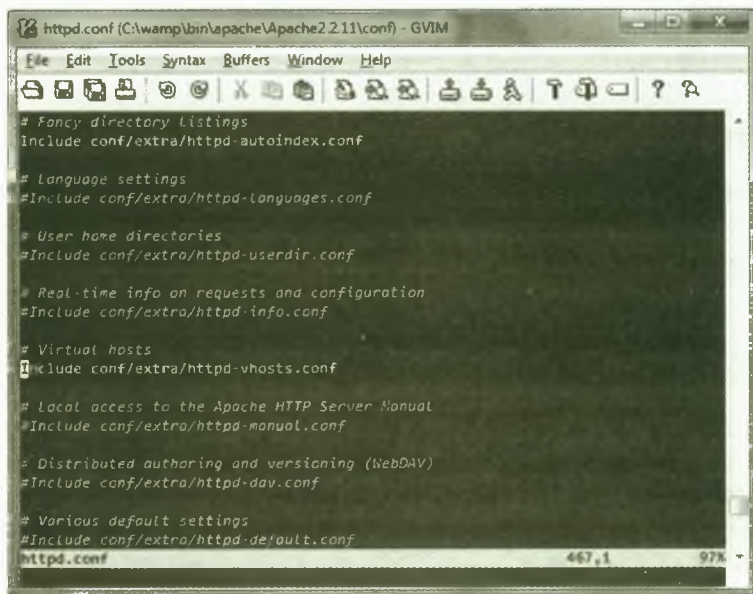 httpd.conf (C:\wamp\bin\apache\Apache2.2.11\conf) - GVIM
File Edit Tools Syntax Buffers Window Help
# Fancy directory listings
Include conf/extra/httpd-autoindex.conf
# Language settings
#Include conf/extra/httpd-languages.conf
# User home directories
#Include conf/extra/httpd-userdir.conf
# Real-time info on requests and configuration
#Include conf/extra/httpd-info.conf
# Virtual hosts
Include conf/extra/httpd-vhosts.conf
# Local access to the Apache HTTP Server Manual
#Include conf/extra/httpd-manual.conf
# Distributed authoring and versioning (WebDAV)
#Include conf/extra/httpd-dav.conf
# Various default settings
#Include conf/extra/httpd-default.conf
httpd.conf 467,1 97%